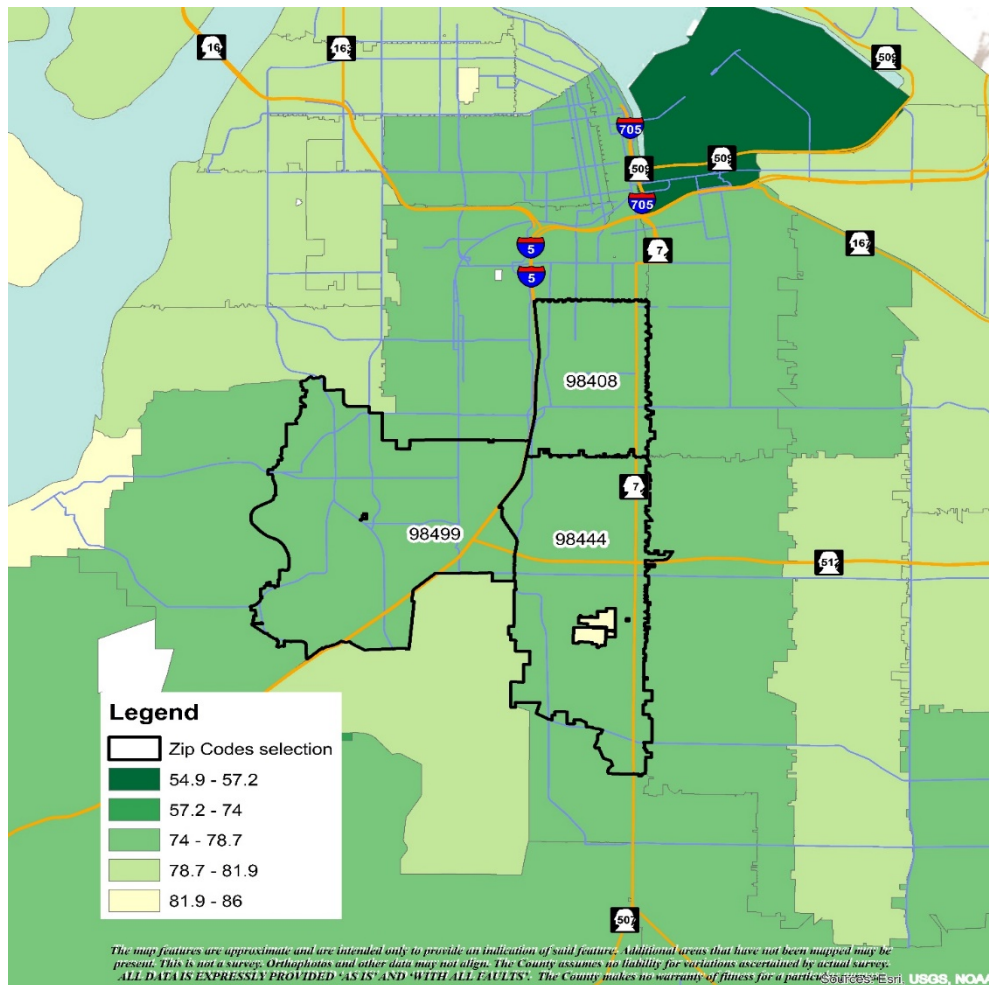 16
163
509
705
509
509
705
5
7
167
5
98408
7
98499
98444
512
Legend
Zip Codes selection
54.9 - 57.2
57.2 - 74
74 - 78.7
78.7 - 81.9
81.9 - 86
507
The map features are approximate and are intended only to provide an indication of said feature. Additional areas that have not been mapped may be
present. This is not a survey. Orthophotos and other data may not align. The County assumes no liability for variations ascertained by actual survey.
ALL DATA IS EXPRESSLY PROVIDED 'AS IS' AND 'WITH ALL FAULTS'. The County makes no warranty of fitness for a particular purpose.
Sources: Esri, USGS, NOAA